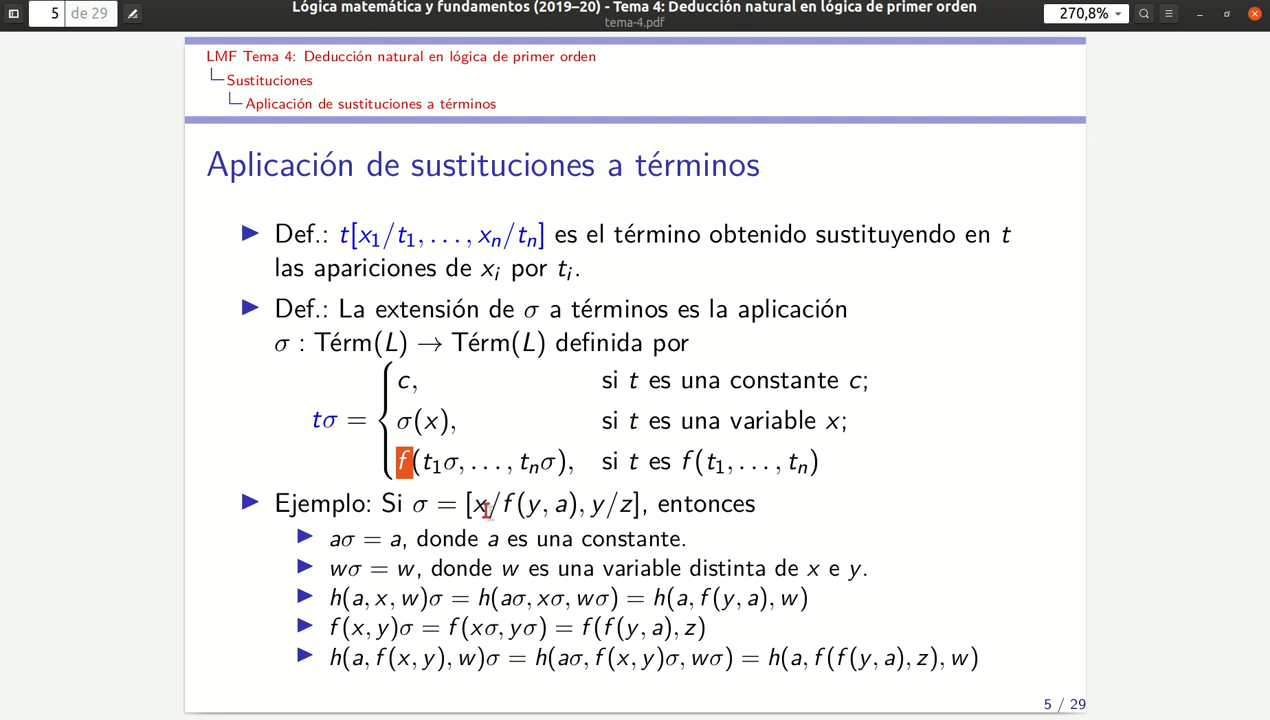 Lógica matemática y fundamentos (2019–20) - Tema 4: Deducción natural en lógica de primer orden
tema-4.pdf
5 de 29
270,8%
LMF Tema 4: Deducción natural en lógica de primer orden
Sustituciones
Aplicación de sustituciones a términos
Aplicación de sustituciones a términos
Def.: t[x₁/t₁, . . . , xₙ/tₙ] es el término obtenido sustituyendo en t
las apariciones de xᵢ por tᵢ.
Def.: La extensión de σ a términos es la aplicación
σ : Térm(L) → Térm(L) definida por
tσ = { c, si t es una constante c;
σ(x), si t es una variable x;
f(t₁σ, . . . , tₙσ), si t es f(t₁, . . . , tₙ)
Ejemplo: Si σ = [x/f(y, a), y/z], entonces
aσ = a, donde a es una constante.
wσ = w, donde w es una variable distinta de x e y.
h(a, x, w)σ = h(aσ, xσ, wσ) = h(a, f(y, a), w)
f(x, y)σ = f(xσ, yσ) = f(f(y, a), z)
h(a, f(x, y), w)σ = h(aσ, f(x, y)σ, wσ) = h(a, f(f(y, a), z), w)
5 / 29